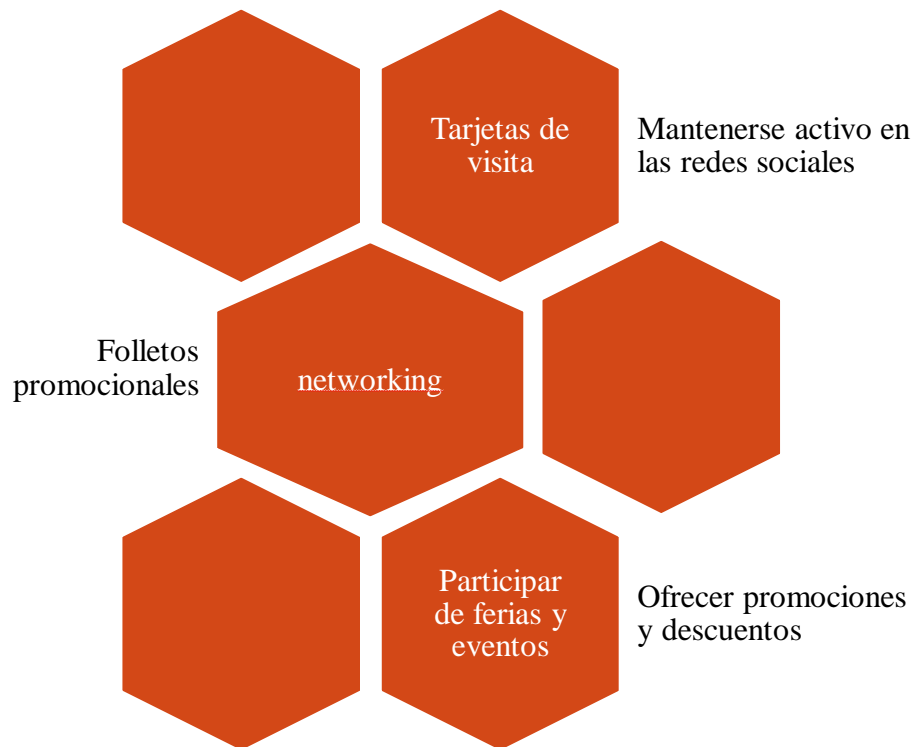 Tarjetas de
visita
Mantenerse activo en
las redes sociales
Folletos
promocionales
networking
Participar
de ferias y
eventos
Ofrecer promociones
y descuentos